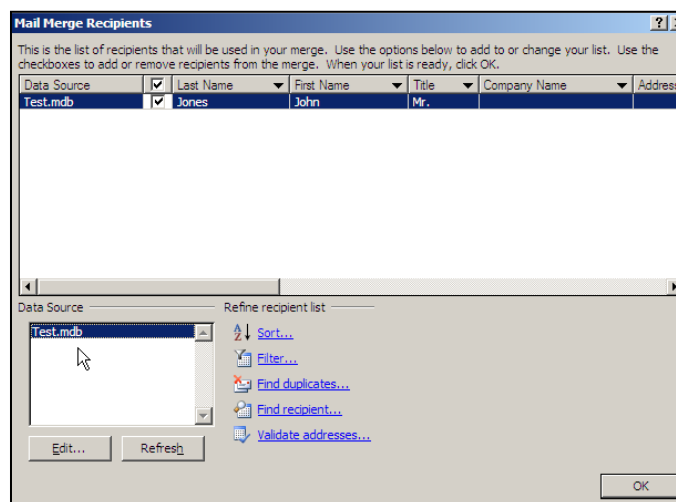 Mail Merge Recipients
This is the list of recipients that will be used in your merge. Use the options below to add to or change your list. Use the
checkboxes to add or remove recipients from the merge. When your list is ready, click OK.
Data Source Last Name First Name Title Company Name Address
Test.mdb Jones John Mr.
Data Source Refine recipient list
Test.mdb
Sort...
Filter...
Find duplicates...
Find recipient...
Validate addresses...
Edit... Refresh
OK